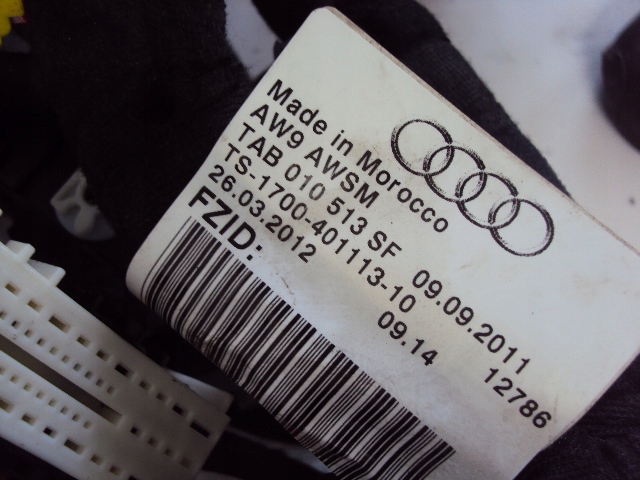 Made in Morocco
AW9 AWSM
TAB 010 513 SF 09.09.2011
TS-1700-401113-10
26.03.2012 09.14 12786
FZID: